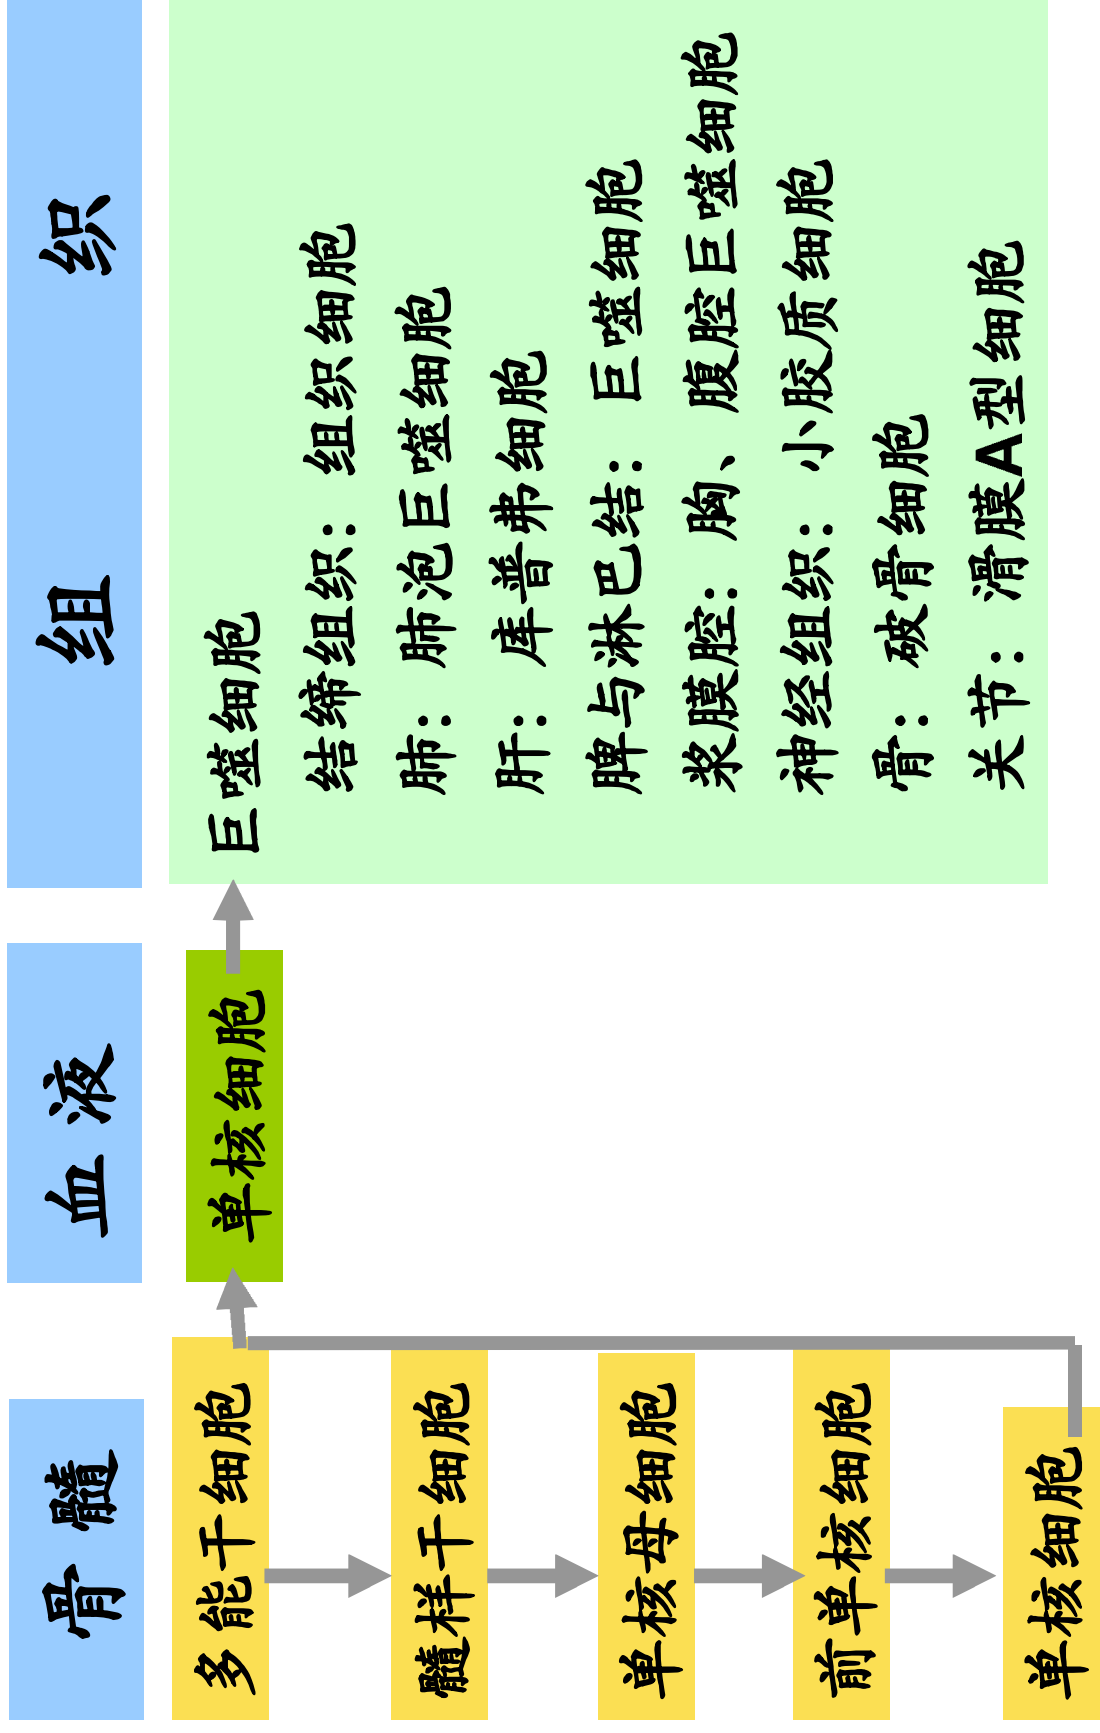 骨髓
血液
组织
多能干细胞
髓样干细胞
单核母细胞
前单核细胞
单核细胞
单核细胞
巨噬细胞
结缔组织：组织细胞
肺：肺泡巨噬细胞
肝：库普弗细胞
脾与淋巴结：巨噬细胞
浆膜腔：胸、腹腔巨噬细胞
神经组织：小胶质细胞
骨：破骨细胞
关节：滑膜A型细胞